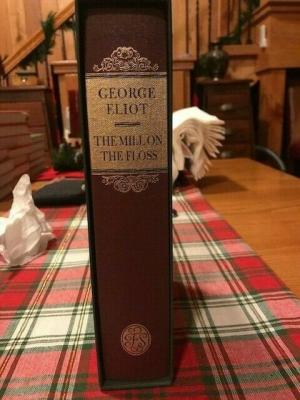 GEORGE
ELIOT
THE MILL ON
THE FLOSS